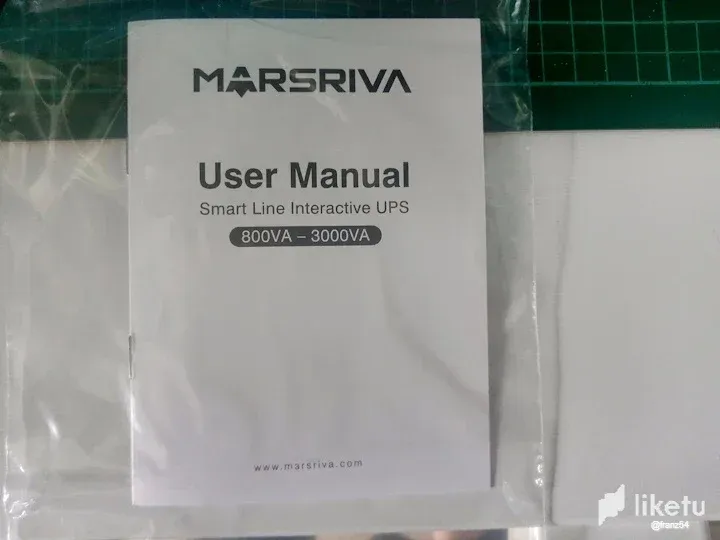 MARSRIVA
User Manual
Smart Line Interactive UPS
800VA – 3000VA
www.marsriva.com
liketu
@franz54